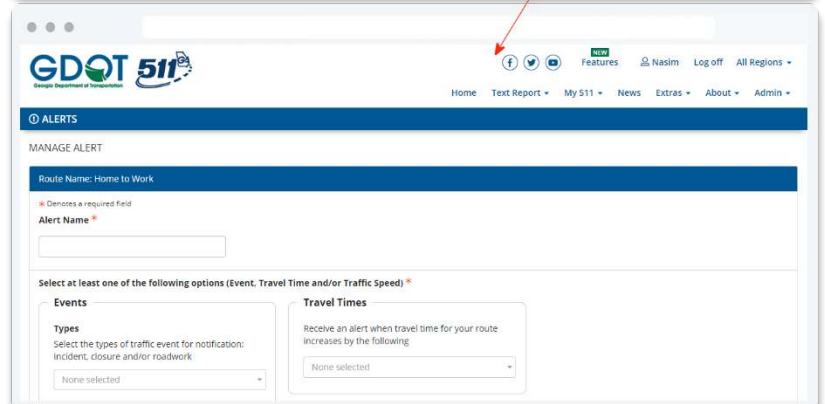 NEW
GDOT 511 GA
Georgia Department of Transportation
Features Nasim Log off All Regions
Home Text Report My 511 News Extras About Admin
ALERTS
MANAGE ALERT
Route Name: Home to Work
* Denotes a required field
Alert Name *
Select at least one of the following options (Event, Travel Time and/or Traffic Speed) *
Events
Types
Select the types of traffic event for notification:
Incident, closure and/or roadwork
None selected
Travel Times
Receive an alert when travel time for your route
increases by the following
None selected